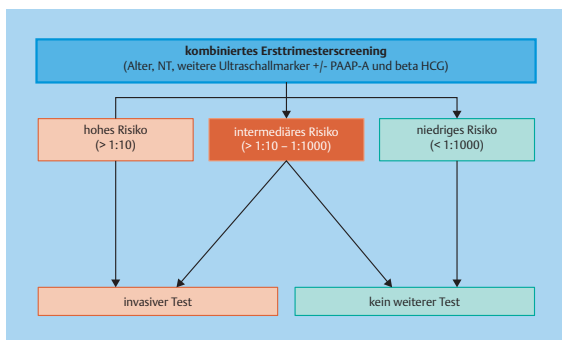 kombiniertes Ersttrimesterscreening
(Alter, NT, weitere Ultraschallmarker +/- PAAP-A und beta HCG)
hohes Risiko
(> 1:10)
intermediäres Risiko
(> 1:10 – 1:1000)
niedriges Risiko
(< 1:1000)
invasiver Test
kein weiterer Test